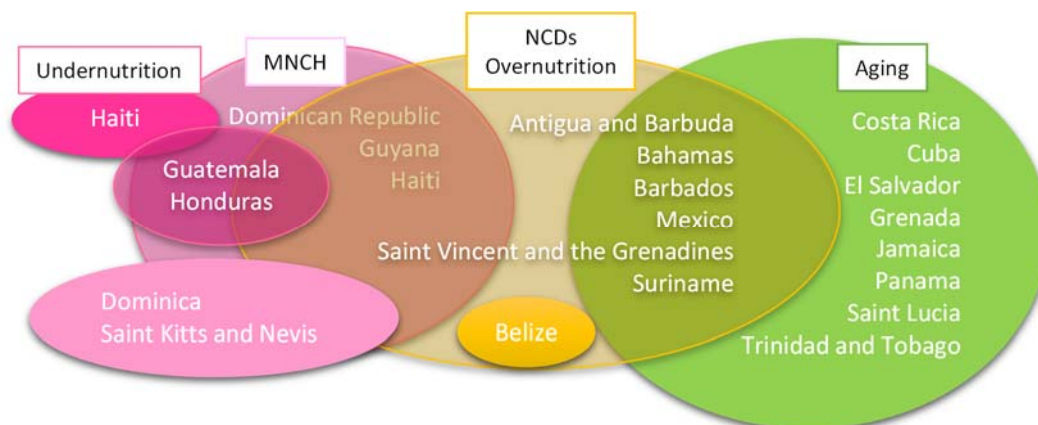 Undernutrition
MNCH
NCDs
Overnutrition
Aging
Haiti
Dominican Republic
Guyana
Haiti
Guatemala
Honduras
Dominica
Saint Kitts and Nevis
Antigua and Barbuda
Bahamas
Barbados
Mexico
Saint Vincent and the Grenadines
Suriname
Belize
Costa Rica
Cuba
El Salvador
Grenada
Jamaica
Panama
Saint Lucia
Trinidad and Tobago